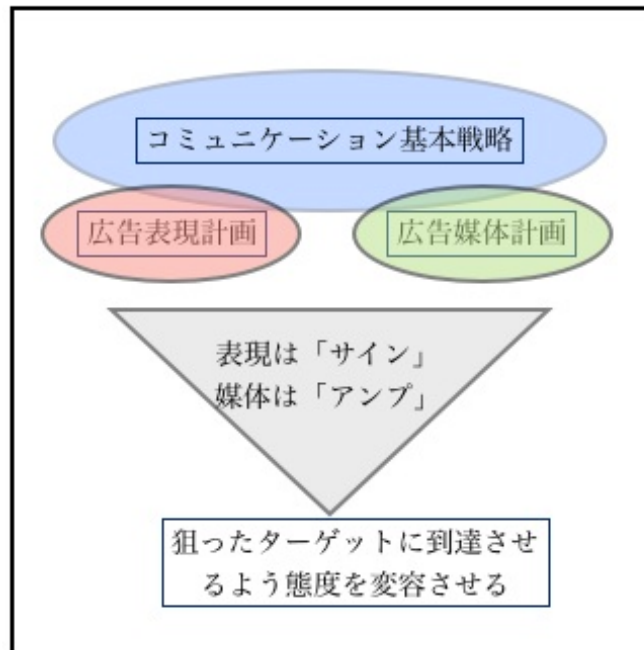 コミュニケーション基本戦略
広告表現計画
広告媒体計画
表現は「サイン」
媒体は「アンプ」
狙ったターゲットに到達させ
るよう態度を変容させる